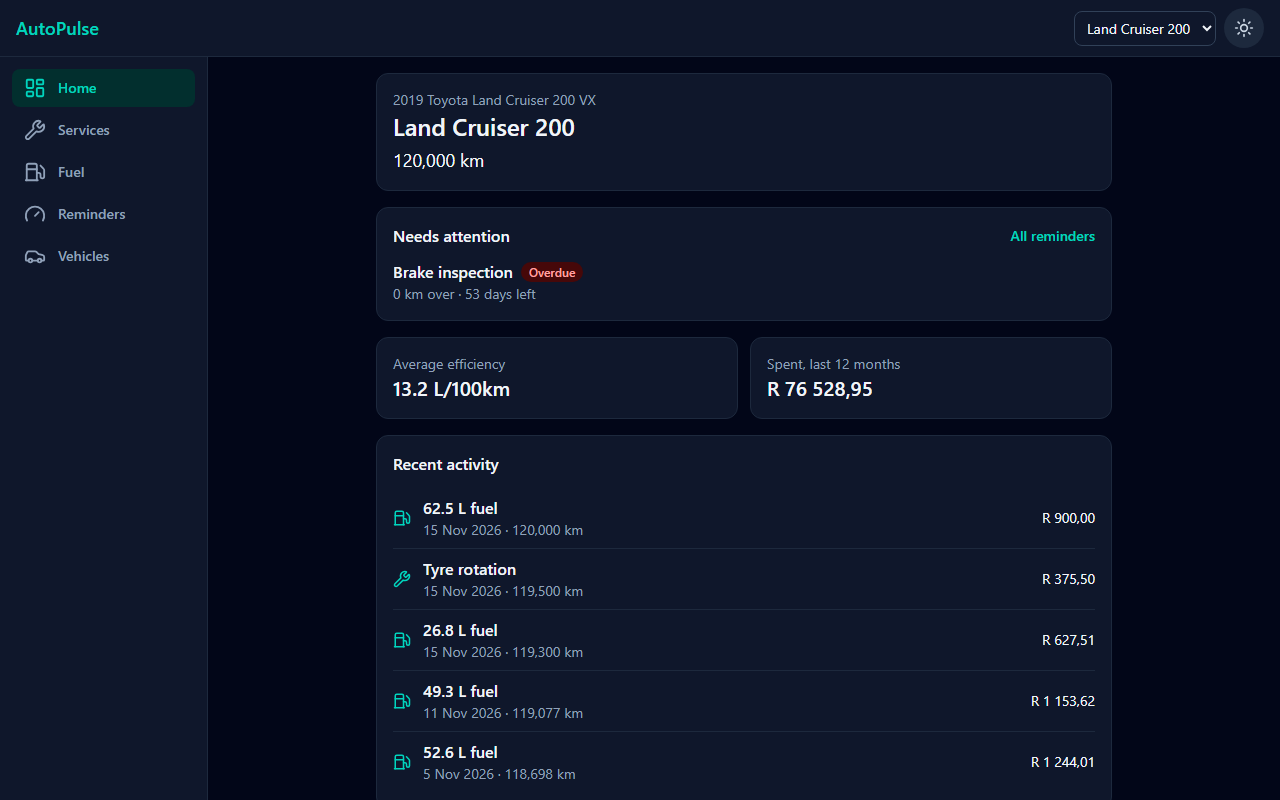 AutoPulse
Land Cruiser 200
Home
Services
Fuel
Reminders
Vehicles
2019 Toyota Land Cruiser 200 VX
Land Cruiser 200
120,000 km
Needs attention
All reminders
Brake inspection Overdue
0 km over · 53 days left
Average efficiency
13.2 L/100km
Spent, last 12 months
R 76 528,95
Recent activity
62.5 L fuel
15 Nov 2026 · 120,000 km
R 900,00
Tyre rotation
15 Nov 2026 · 119,500 km
R 375,50
26.8 L fuel
15 Nov 2026 · 119,300 km
R 627,51
49.3 L fuel
11 Nov 2026 · 119,077 km
R 1 153,62
52.6 L fuel
5 Nov 2026 · 118,698 km
R 1 244,01